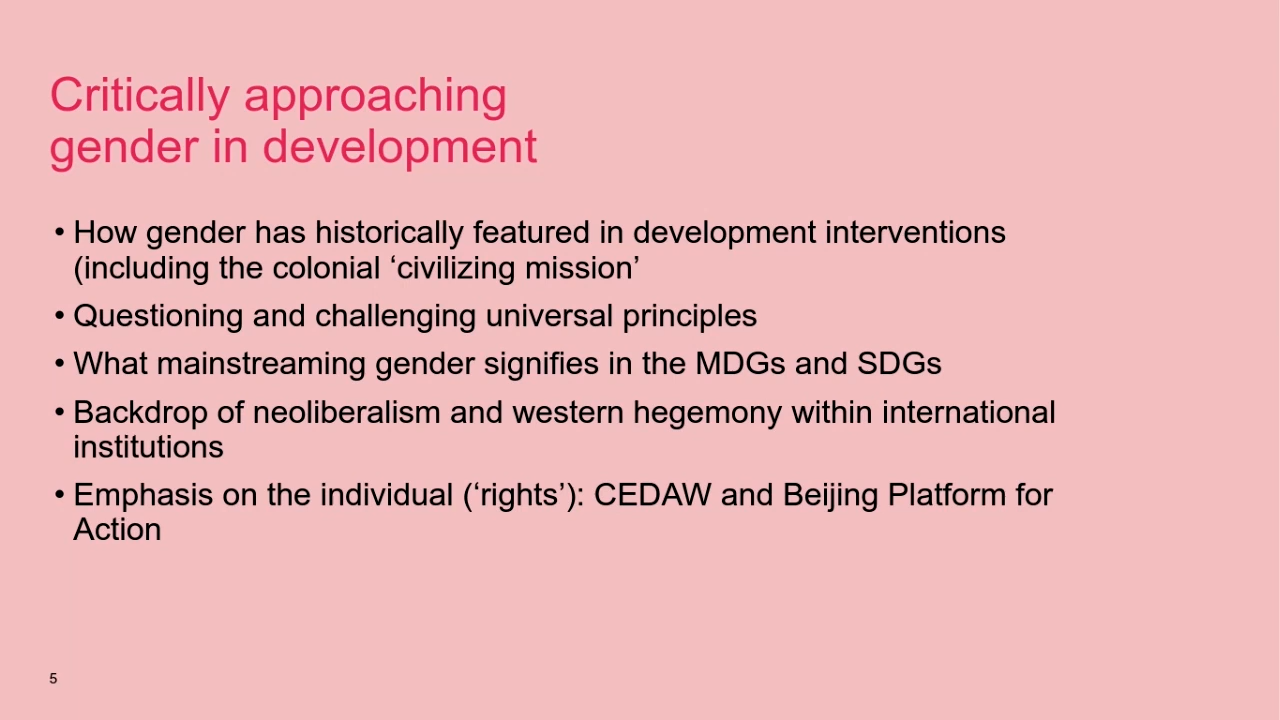 Critically approaching
gender in development
• How gender has historically featured in development interventions
(including the colonial ‘civilizing mission’
• Questioning and challenging universal principles
• What mainstreaming gender signifies in the MDGs and SDGs
• Backdrop of neoliberalism and western hegemony within international
institutions
• Emphasis on the individual (‘rights’): CEDAW and Beijing Platform for
Action
5